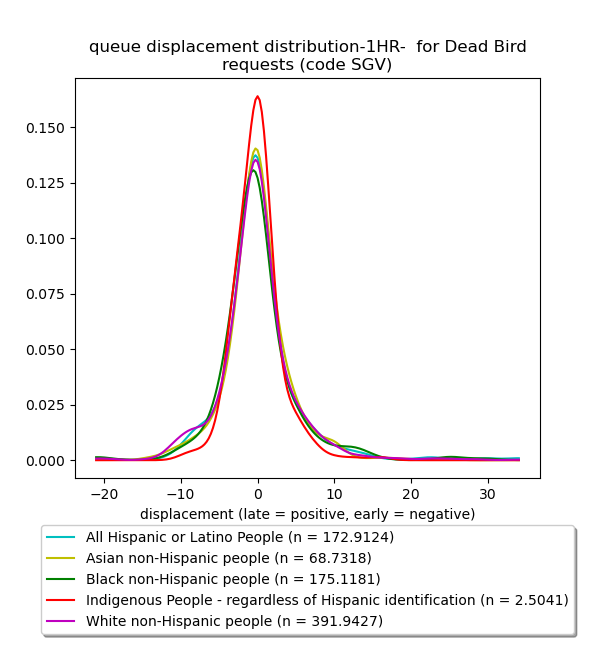 queue displacement distribution-1HR-  for Dead Bird
requests (code SGV)
0.150
0.125
0.100
0.075
0.050
0.025
0.000
−20 −10 0 10 20 30
displacement (late = positive, early = negative)
All Hispanic or Latino People (n = 172.9124)
Asian non-Hispanic people (n = 68.7318)
Black non-Hispanic people (n = 175.1181)
Indigenous People - regardless of Hispanic identification (n = 2.5041)
White non-Hispanic people (n = 391.9427)